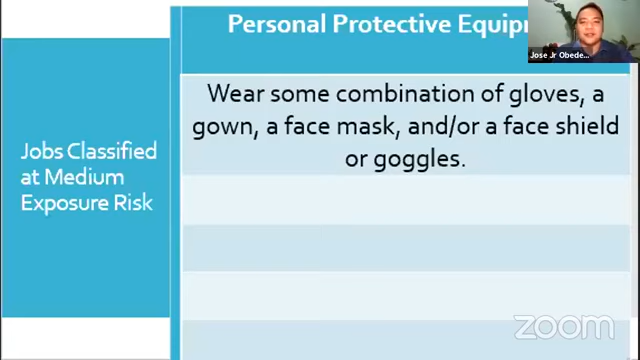 Personal Protective Equip
Jose Jr Obede...
Wear some combination of gloves, a
gown, a face mask, and/or a face shield
or goggles.
Jobs Classified
at Medium
Exposure Risk
zoom